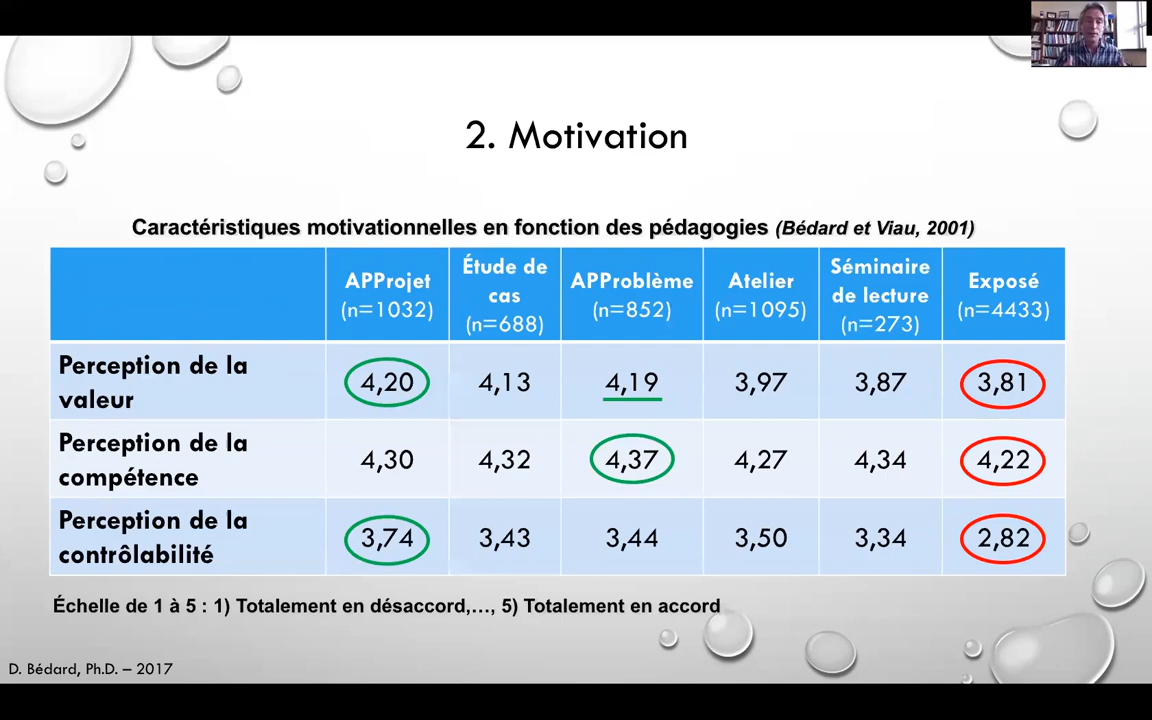 2. Motivation
Caractéristiques motivationnelles en fonction des pédagogies (Bédard et Viau, 2001)
APProjet (n=1032)
Étude de cas (n=688)
APProblème (n=852)
Atelier (n=1095)
Séminaire de lecture (n=273)
Exposé (n=4433)
Perception de la valeur 4,20 4,13 4,19 3,97 3,87 3,81
Perception de la compétence 4,30 4,32 4,37 4,27 4,34 4,22
Perception de la contrôlabilité 3,74 3,43 3,44 3,50 3,34 2,82
Échelle de 1 à 5 : 1) Totalement en désaccord,…, 5) Totalement en accord
D. Bédard, Ph.D. – 2017